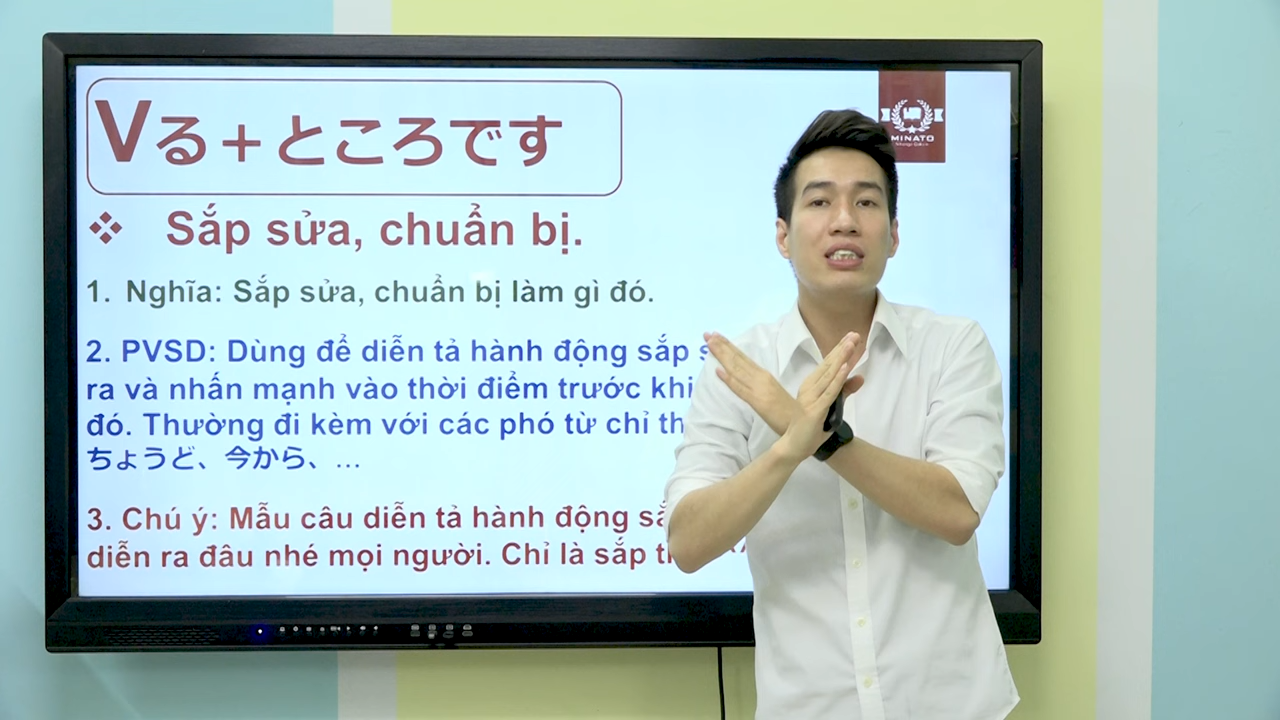 Vる＋ところです
MINATO
❖ Sắp sửa, chuẩn bị.
1. Nghĩa: Sắp sửa, chuẩn bị làm gì đó.
2. PVSD: Dùng để diễn tả hành động sắp
ra và nhấn mạnh vào thời điểm trước khi
đó. Thường đi kèm với các phó từ chỉ
ちょうど、今から、...
3. Chú ý: Mẫu câu diễn tả hành động
diễn ra đâu nhé mọi người. Chỉ là sắp